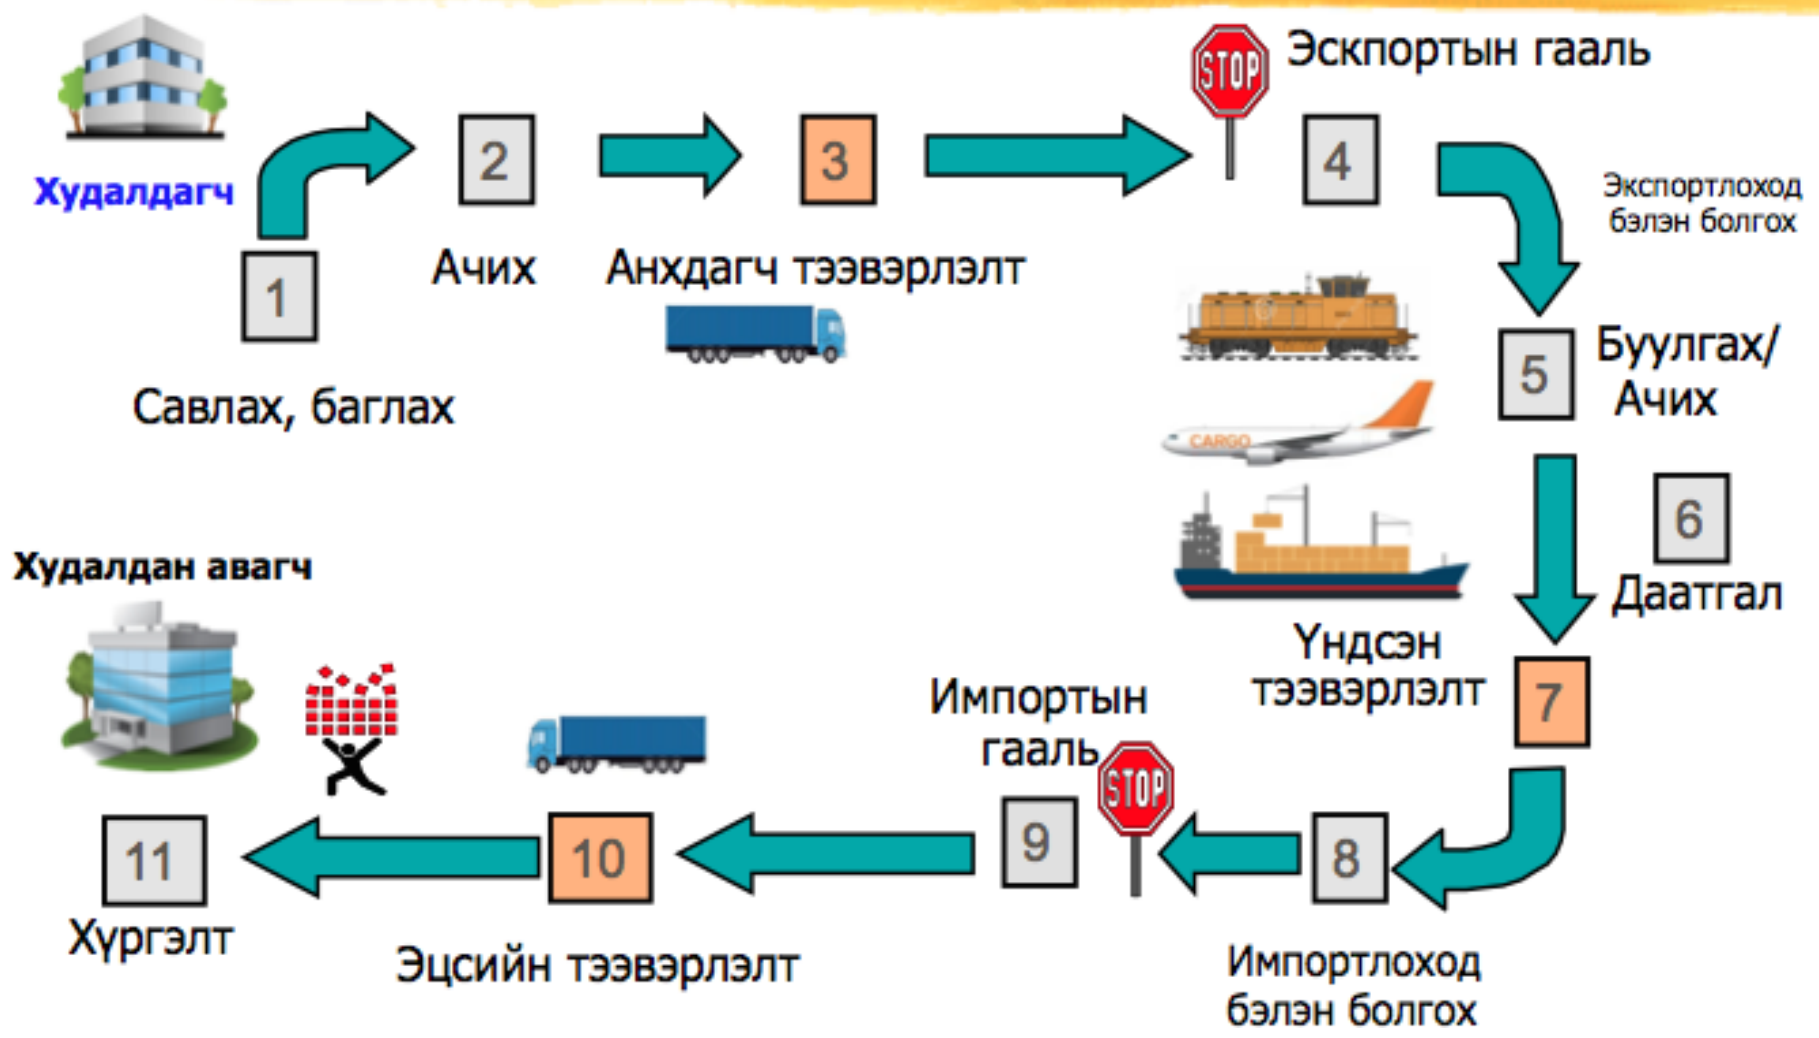 STOP
Эскпортын гааль
Худалдагч
2
3
4
Экспортлоход
бэлэн болгох
1
Ачих
Анхдагч тээвэрлэлт
Савлах, баглах
5
Буулгах/
Ачих
CARGO
6
Даатгал
Үндсэн
тээвэрлэлт
7
Худалдан авагч
Импортын
гааль
STOP
11
10
9
8
Хүргэлт
Эцсийн тээвэрлэлт
Импортлоход
бэлэн болгох